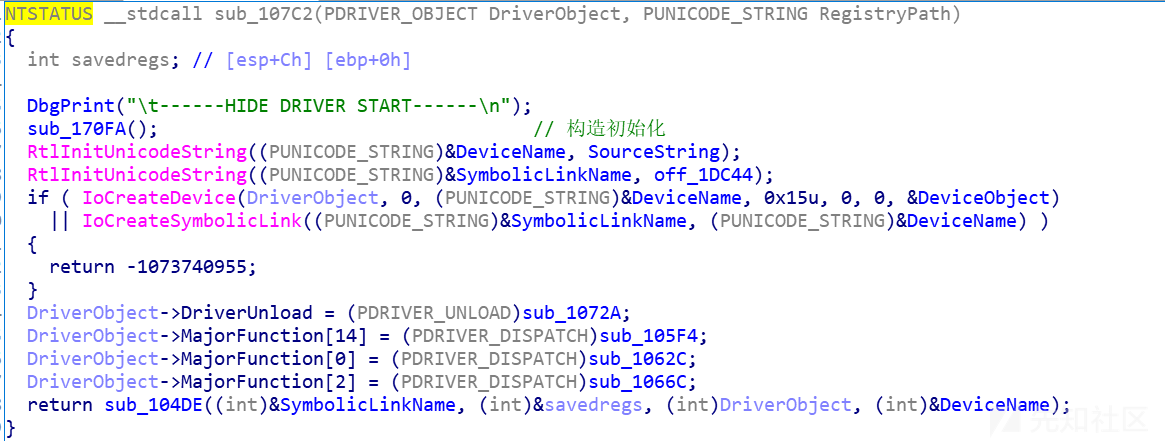 NTSTATUS __stdcall sub_107C2(PDRIVER_OBJECT DriverObject, PUNICODE_STRING RegistryPath)
{
  int savedregs; // [esp+Ch] [ebp+0h]
  DbgPrint("\t------HIDE DRIVER START------\n");
  sub_170FA();                                  // 构造初始化
  RtlInitUnicodeString((PUNICODE_STRING)&DeviceName, SourceString);
  RtlInitUnicodeString((PUNICODE_STRING)&SymbolicLinkName, off_1DC44);
  if ( IoCreateDevice(DriverObject, 0, (PUNICODE_STRING)&DeviceName, 0x15u, 0, 0, &DeviceObject)
    || IoCreateSymbolicLink((PUNICODE_STRING)&SymbolicLinkName, (PUNICODE_STRING)&DeviceName) )
  {
    return -1073740955;
  }
  DriverObject->DriverUnload = (PDRIVER_UNLOAD)sub_1072A;
  DriverObject->MajorFunction[14] = (PDRIVER_DISPATCH)sub_105F4;
  DriverObject->MajorFunction[0] = (PDRIVER_DISPATCH)sub_1062C;
  DriverObject->MajorFunction[2] = (PDRIVER_DISPATCH)sub_1066C;
  return sub_104DE((int)&SymbolicLinkName, (int)&savedregs, (int)DriverObject, (int)&DeviceName);
}
先知社区